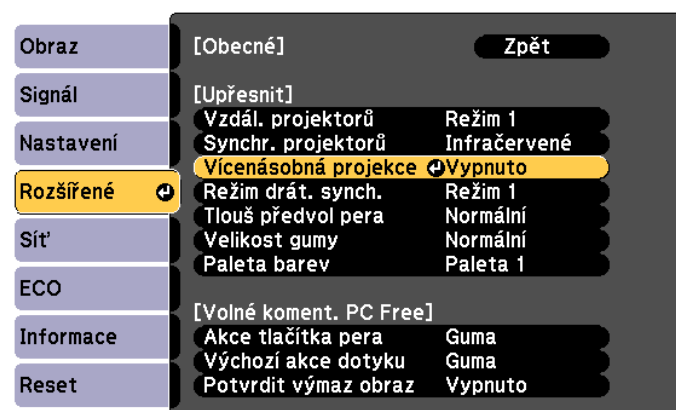 Obraz
Signál
Nastavení
Rozšířené
Síť
ECO
Informace
Reset
[Obecné] Zpět
[Upřesnit]
Vzdál. projektorů Režim 1
Synchr. projektorů Infračervené
Vícenásobná projekce Vypnuto
Režim drát. synch. Režim 1
Tlouš předvol pera Normální
Velikost gumy Normální
Paleta barev Paleta 1
[Volné koment. PC Free]
Akce tlačítka pera Guma
Výchozí akce dotyku Guma
Potvrdit výmaz obraz Vypnuto